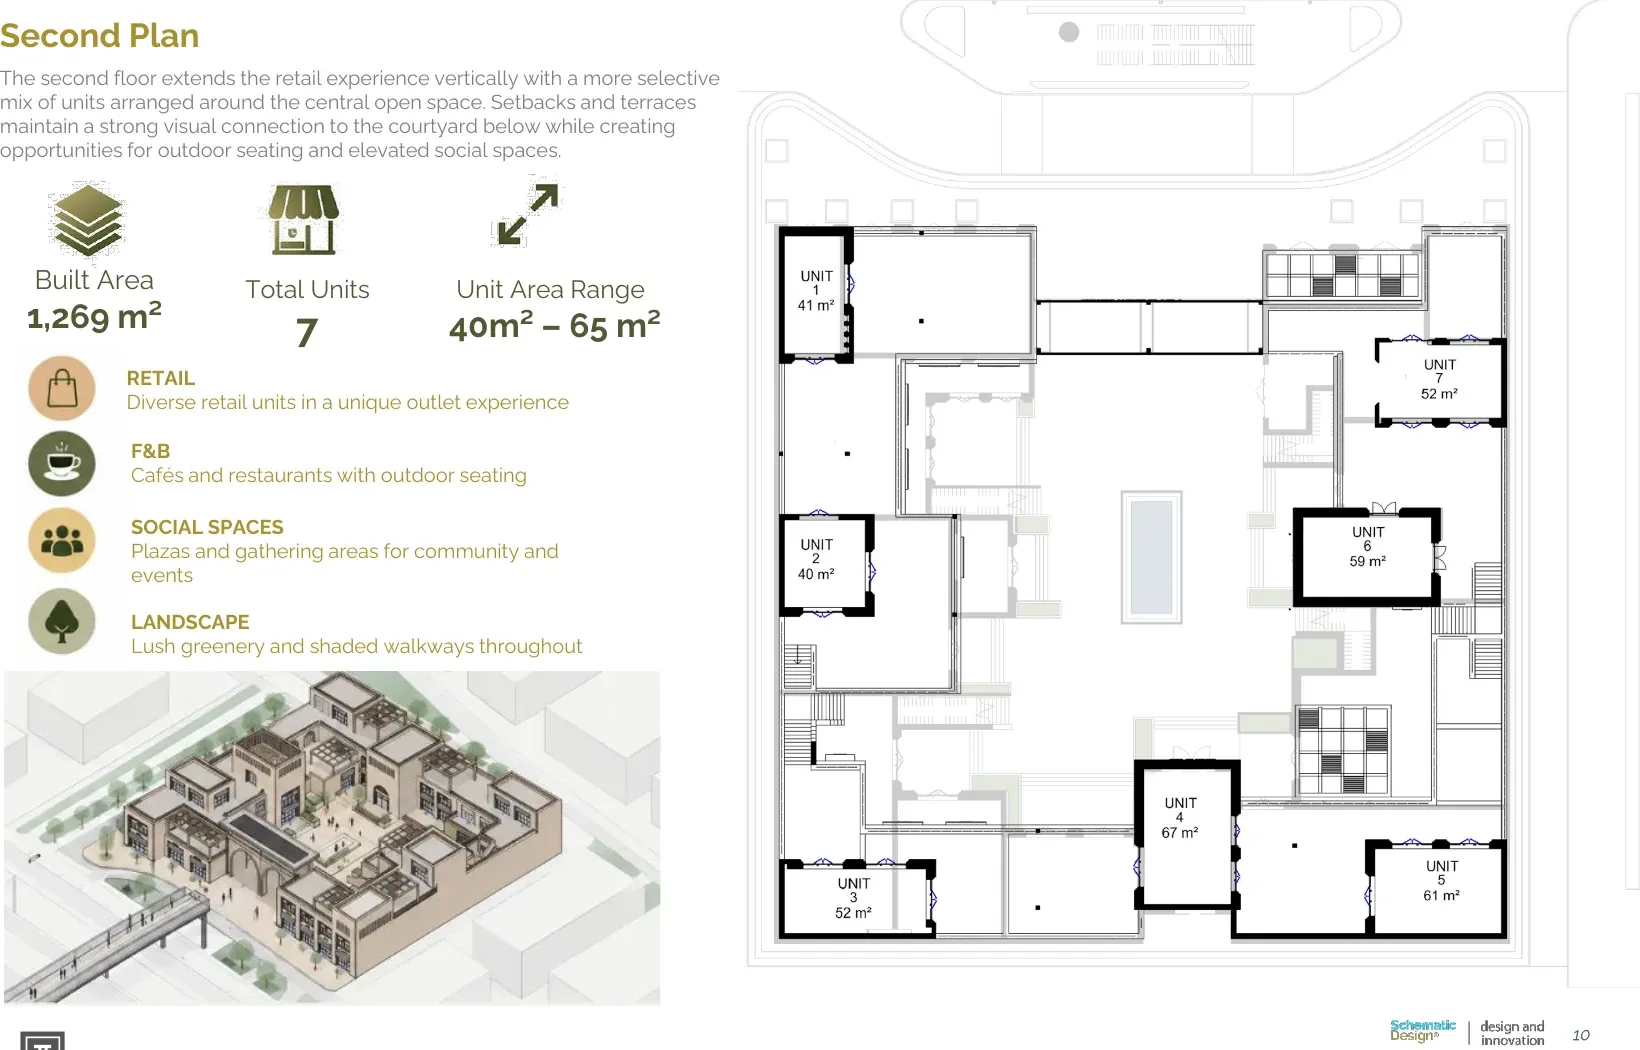 Second Plan
The second floor extends the retail experience vertically with a more selective
mix of units arranged around the central open space. Setbacks and terraces
maintain a strong visual connection to the courtyard below while creating
opportunities for outdoor seating and elevated social spaces.
Built Area
1,269 m²
Total Units
7
Unit Area Range
40m² – 65 m²
RETAIL
Diverse retail units in a unique outlet experience
F&B
Cafés and restaurants with outdoor seating
SOCIAL SPACES
Plazas and gathering areas for community and
events
LANDSCAPE
Lush greenery and shaded walkways throughout
UNIT
1
41 m²
UNIT
2
40 m²
UNIT
3
52 m²
UNIT
4
67 m²
UNIT
5
61 m²
UNIT
6
59 m²
UNIT
7
52 m²
Schematic
Design®
design and
innovation
10